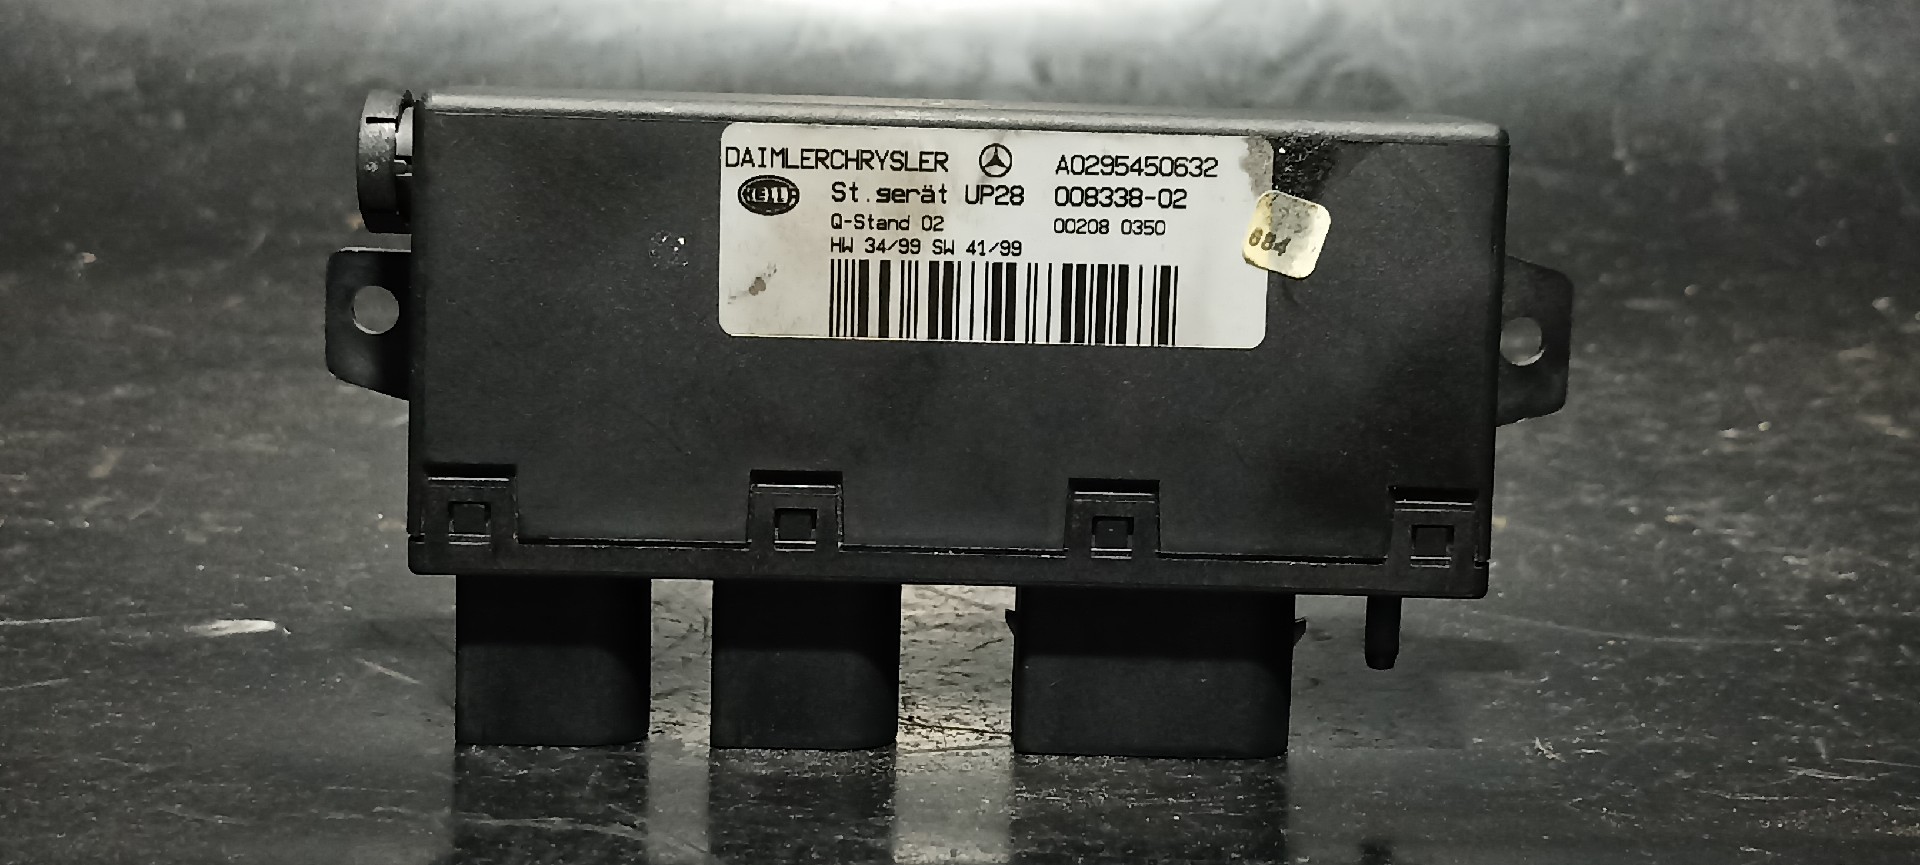 DAIMLERCHRYSLER A0295450632
HELLA St.gerät UP28 008338-02
Q-Stand 02 00208 0350
HW 34/99 SW 41/99
684